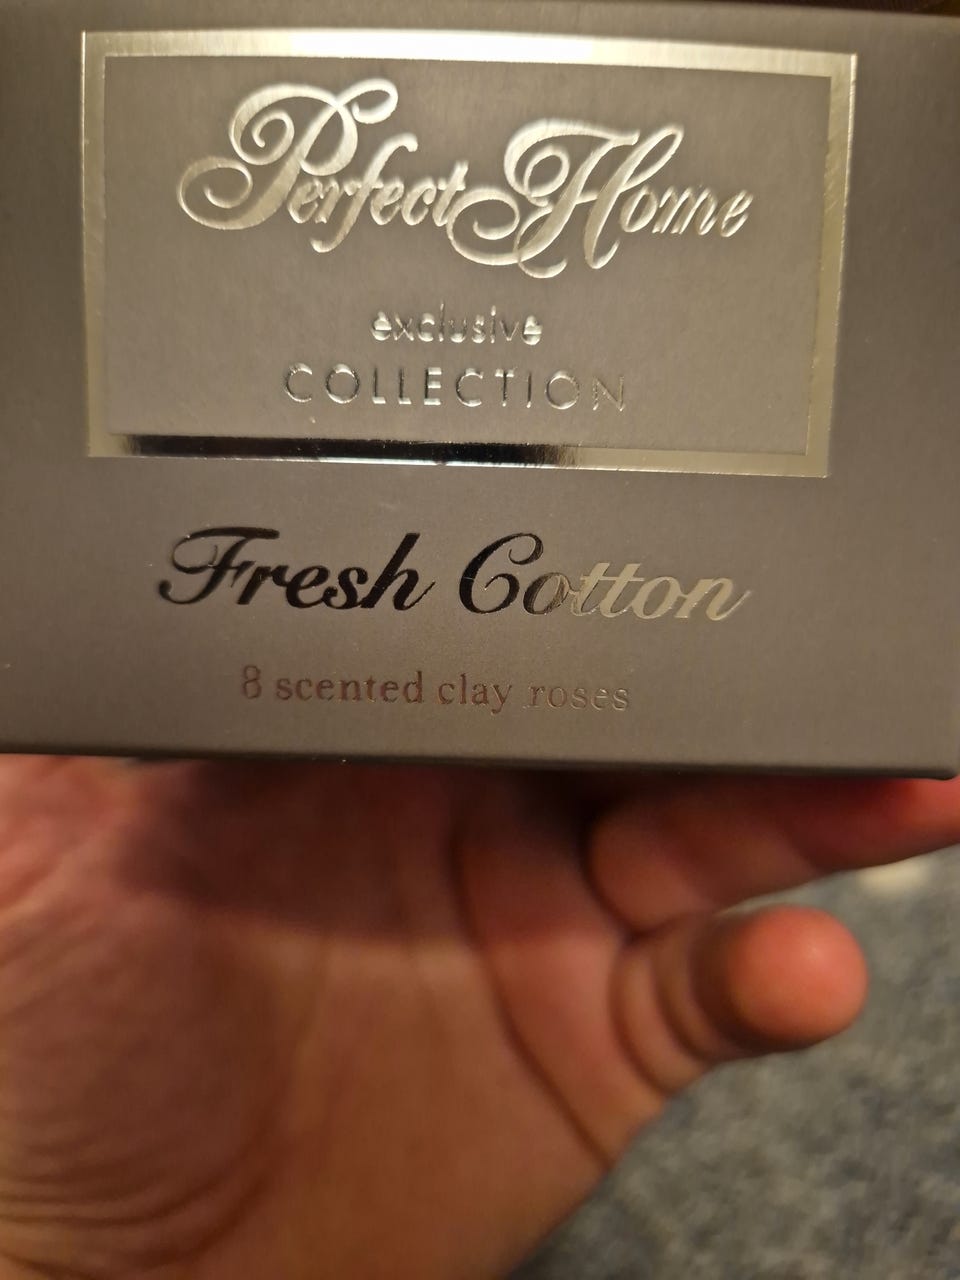 Perfect Home
exclusive
COLLECTION
Fresh Cotton
8 scented clay roses